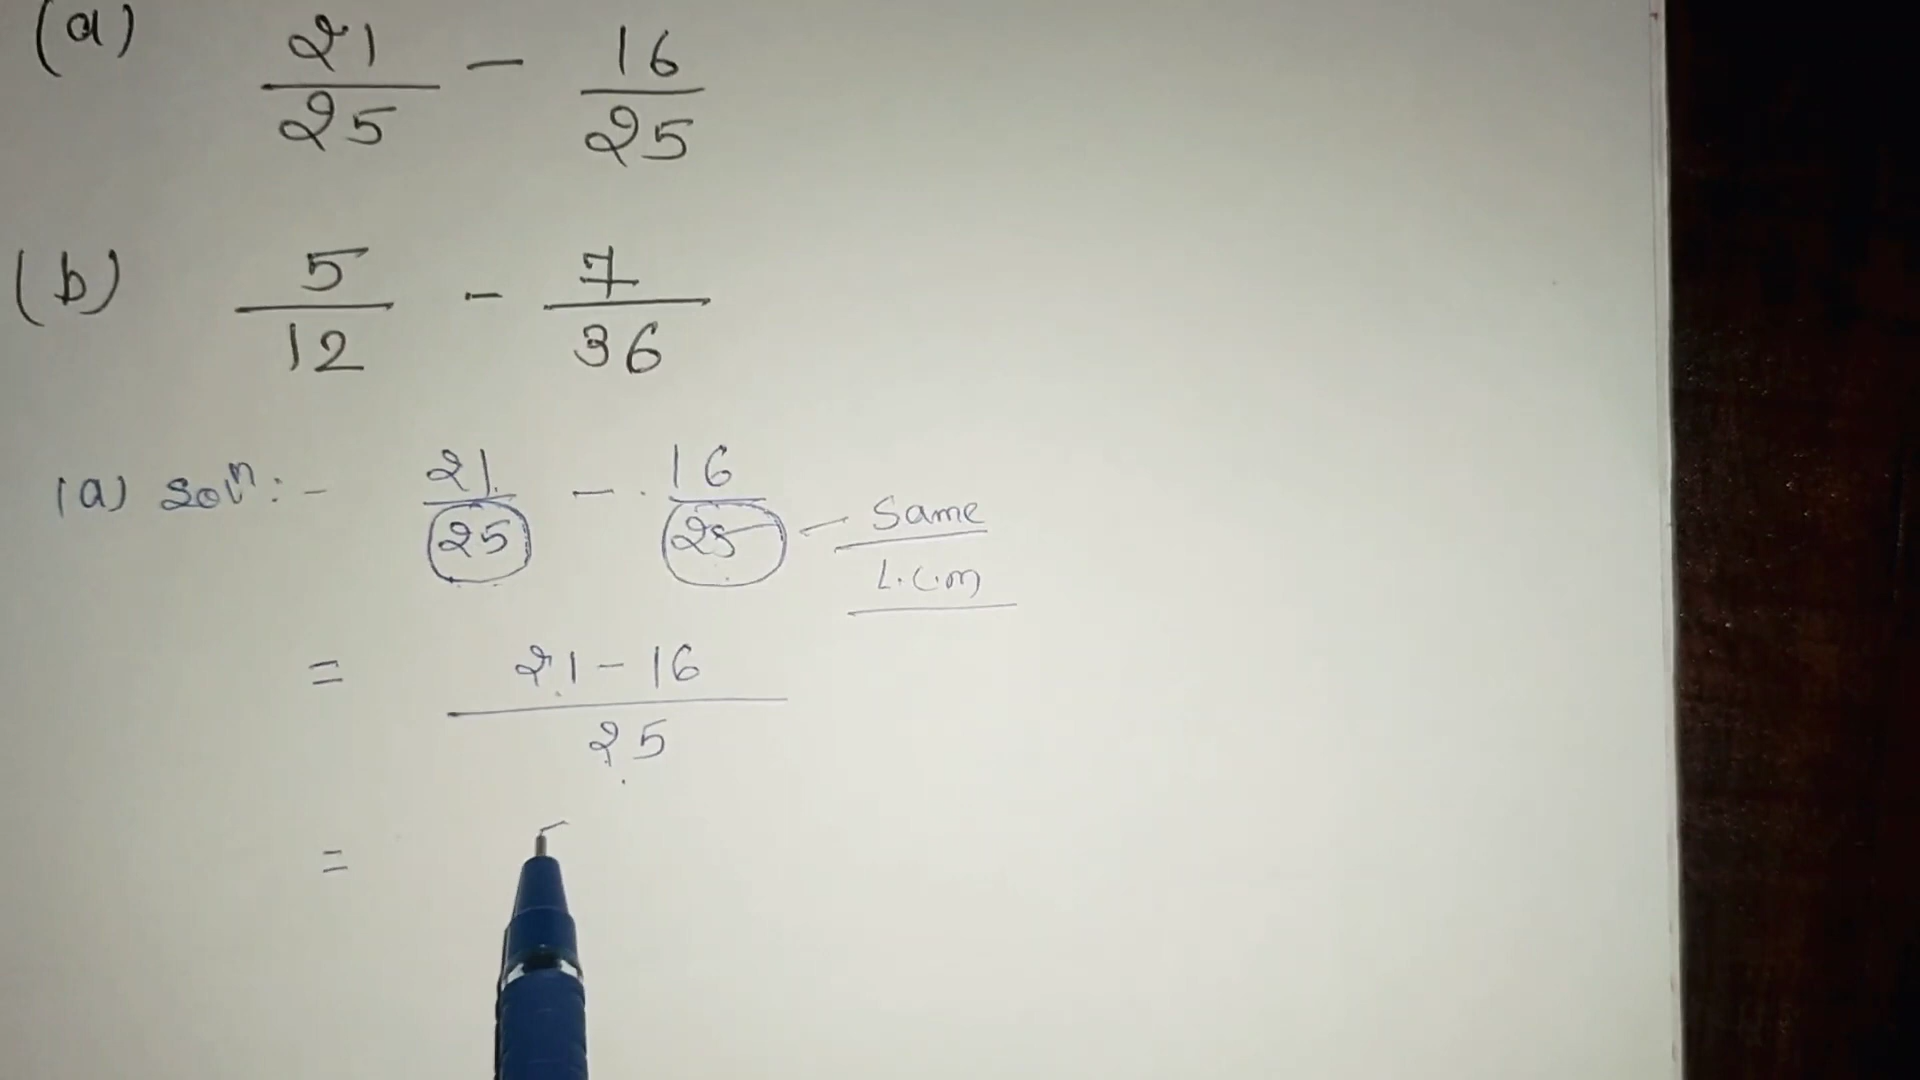 (a) 21/25 - 16/25
(b) 5/12 - 7/36
(a) Solⁿ:- 21/25 - 16/25 - Same
L.C.m
= 21-16/25
=